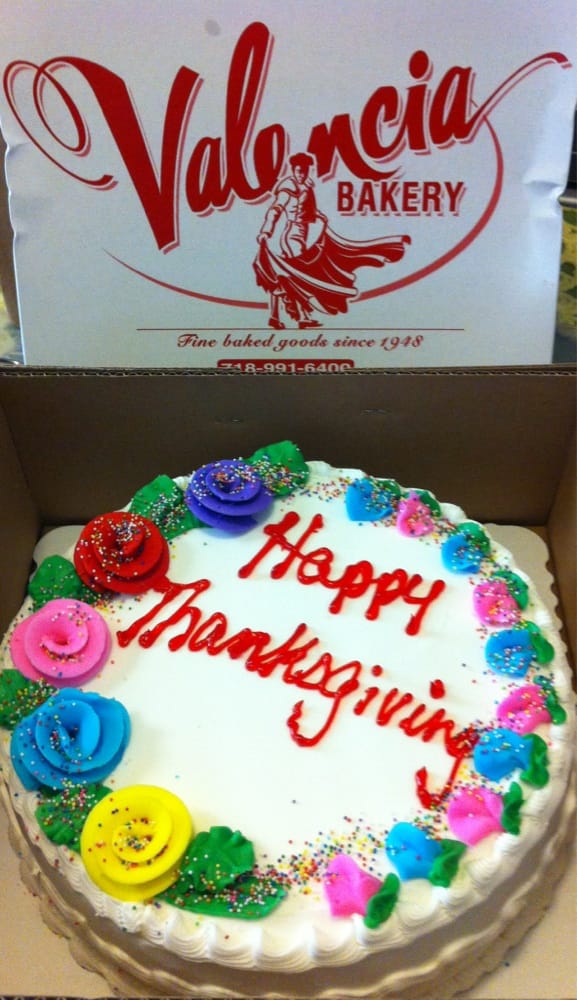 Valencia
BAKERY
Fine baked goods since 1948
718-991-6400
Happy
Thanksgiving